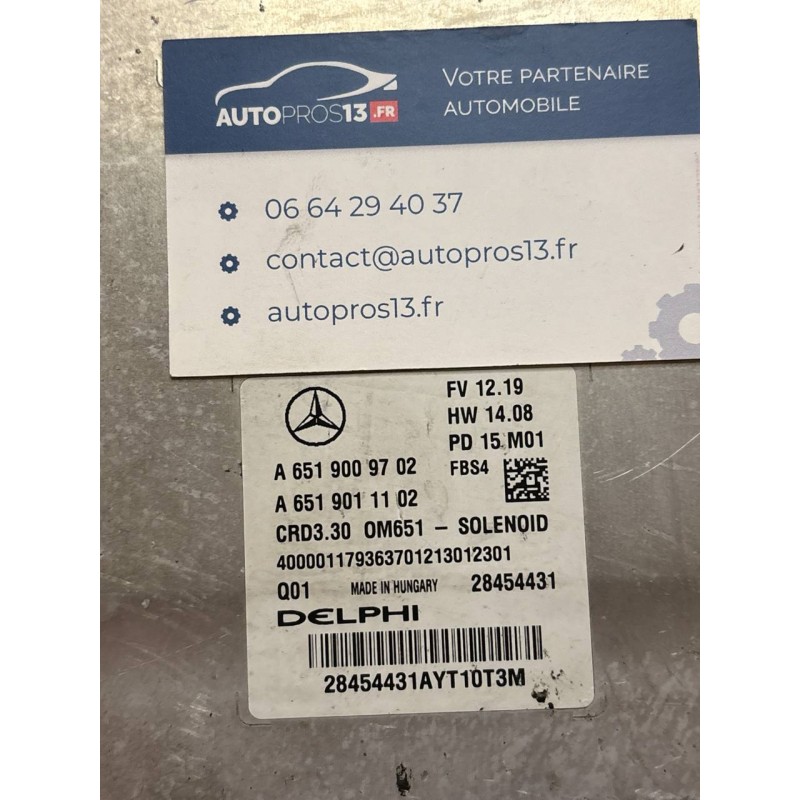 AUTOPROS13.FR
VOTRE PARTENAIRE
AUTOMOBILE
06 64 29 40 37
contact@autopros13.fr
autopros13.fr
FV 12.19
HW 14.08
PD 15 M01
A 651 900 97 02
FBS4
A 651 901 11 02
CRD3.30 OM651 - SOLENOID
400001179363701213012301
Q01 MADE IN HUNGARY 28454431
DELPHI
28454431AYT10T3M